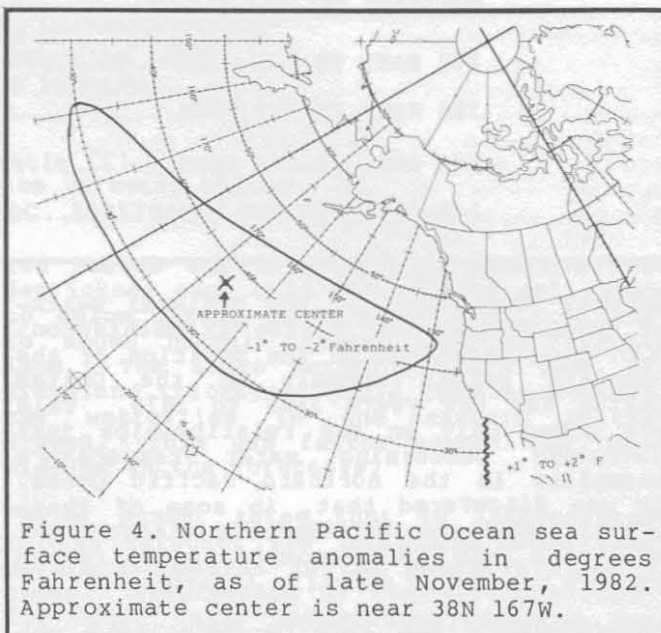 APPROXIMATE CENTER
-1° TO -2° Fahrenheit
+1° TO +2° F
Figure 4. Northern Pacific Ocean sea sur-
face temperature anomalies in degrees
Fahrenheit, as of late November, 1982.
Approximate center is near 38N 167W.